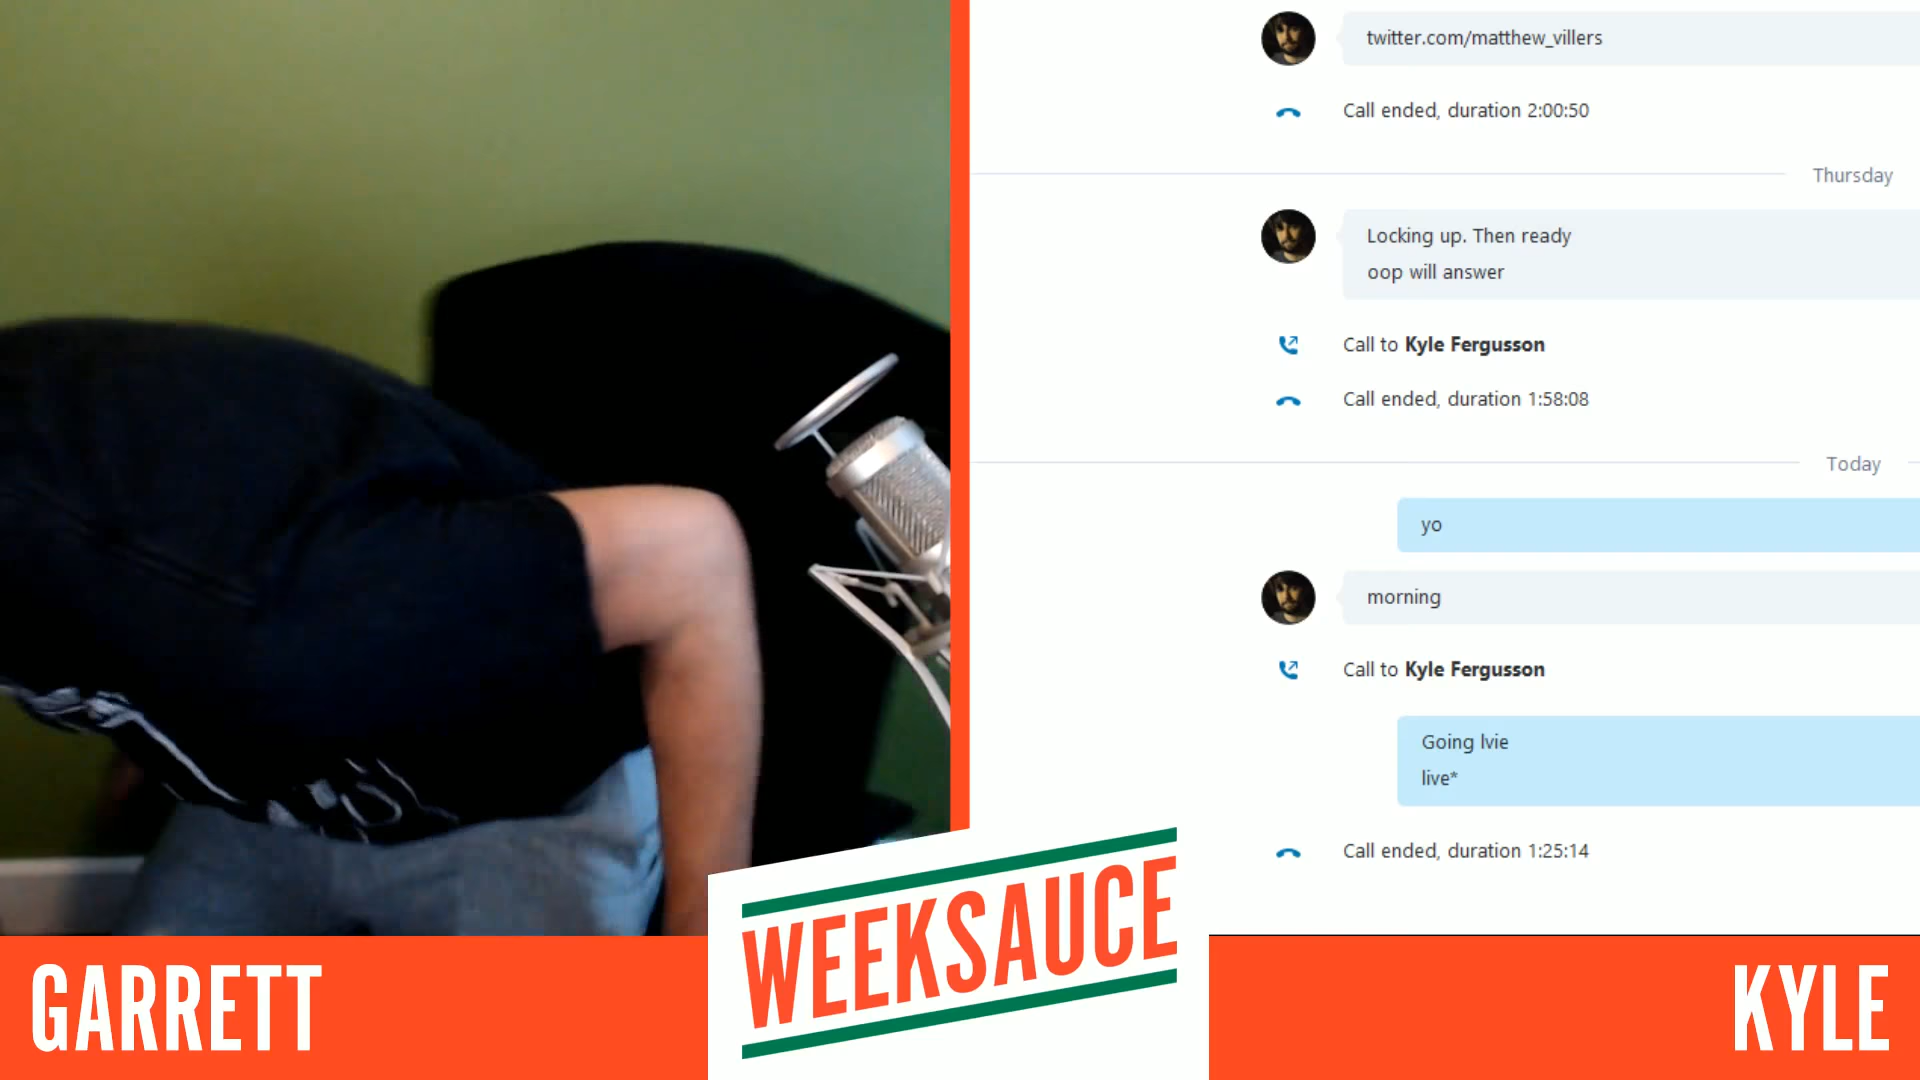 twitter.com/matthew_villers
Call ended, duration 2:00:50
Thursday
Locking up. Then ready
oop will answer
Call to Kyle Fergusson
Call ended, duration 1:58:08
Today
yo
morning
Call to Kyle Fergusson
Going lvie
live*
Call ended, duration 1:25:14
WEEKSAUCE
GARRETT
KYLE